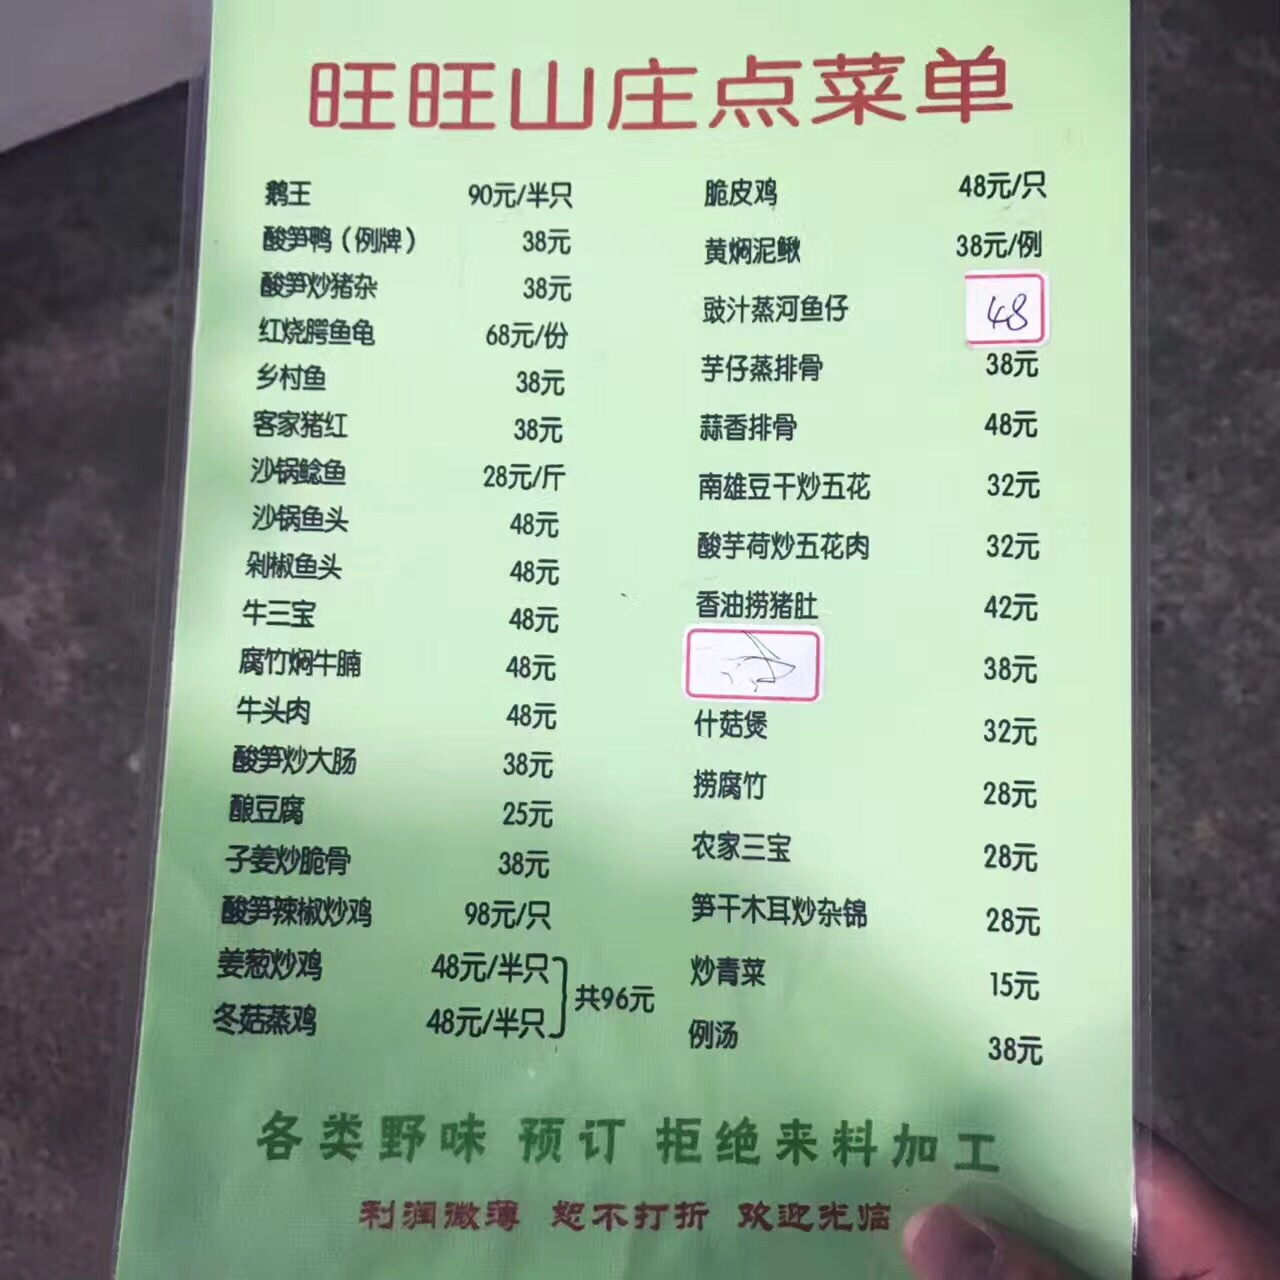 旺旺山庄点菜单
鹅王 90元/半只
酸笋鸭（例牌） 38元
酸笋炒猪杂 38元
红烧腭鱼龟 68元/份
乡村鱼 38元
客家猪红 38元
沙锅鲶鱼 28元/斤
沙锅鱼头 48元
剁椒鱼头 48元
牛三宝 48元
腐竹焖牛腩 48元
牛头肉 48元
酸笋炒大肠 38元
酿豆腐 25元
子姜炒脆骨 38元
酸笋辣椒炒鸡 98元/只
姜葱炒鸡 48元/半只
冬菇蒸鸡 48元/半只
共96元
脆皮鸡 48元/只
黄焖泥鳅 38元/例
豉汁蒸河鱼仔 48
芋仔蒸排骨 38元
蒜香排骨 48元
南雄豆干炒五花 32元
酸芋荷炒五花肉 32元
香油捞猪肚 42元
38元
什菇煲 32元
捞腐竹 28元
农家三宝 28元
笋干木耳炒杂锦 28元
炒青菜 15元
例汤 38元
各类野味 预订 拒绝来料加工
利润微薄 恕不打折 欢迎光临